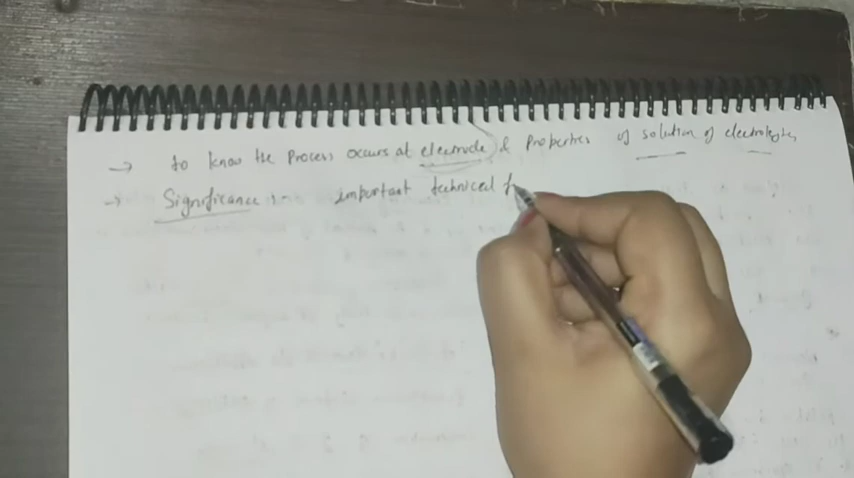 → to know the Process occurs at electrode & Properties of solution of electrolytes
→ Significance :- important technical f